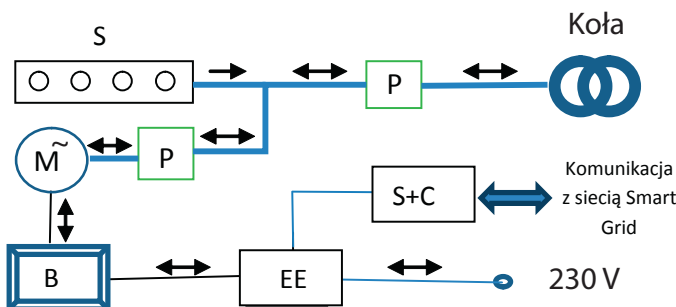 S
Koła
P
M~
P
S+C
Komunikacja
z siecią Smart
Grid
B
EE
230 V